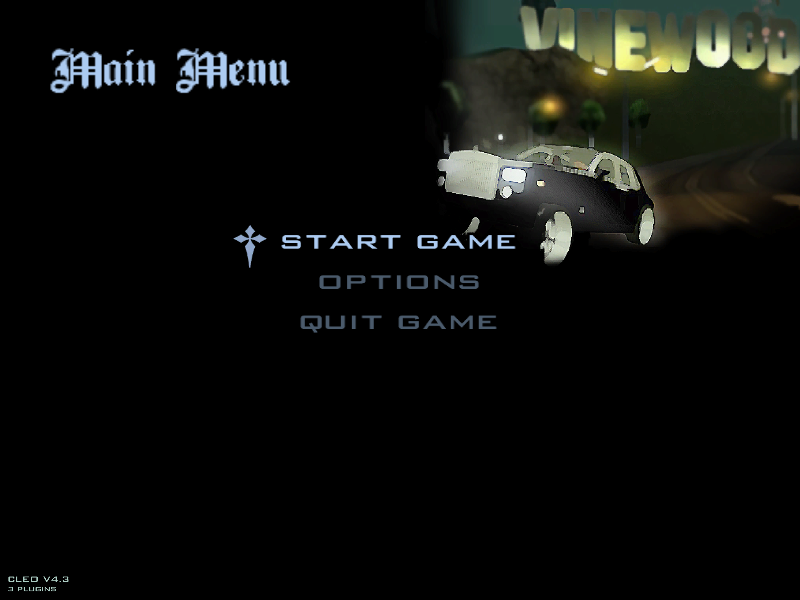 VINEWOOD
Main Menu
START GAME
OPTIONS
QUIT GAME
CLEO V4.3
3 PLUGINS